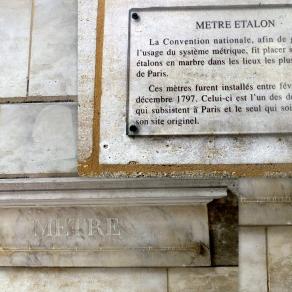 METRE ETALON
La Convention nationale, afin de g
l'usage du système métrique, fit placer
étalons en marbre dans les lieux les plus
de Paris.
Ces mètres furent installés entre fév
décembre 1797. Celui-ci est l'un des de
qui subsistent à Paris et le seul qui soi
son site originel.
METRE